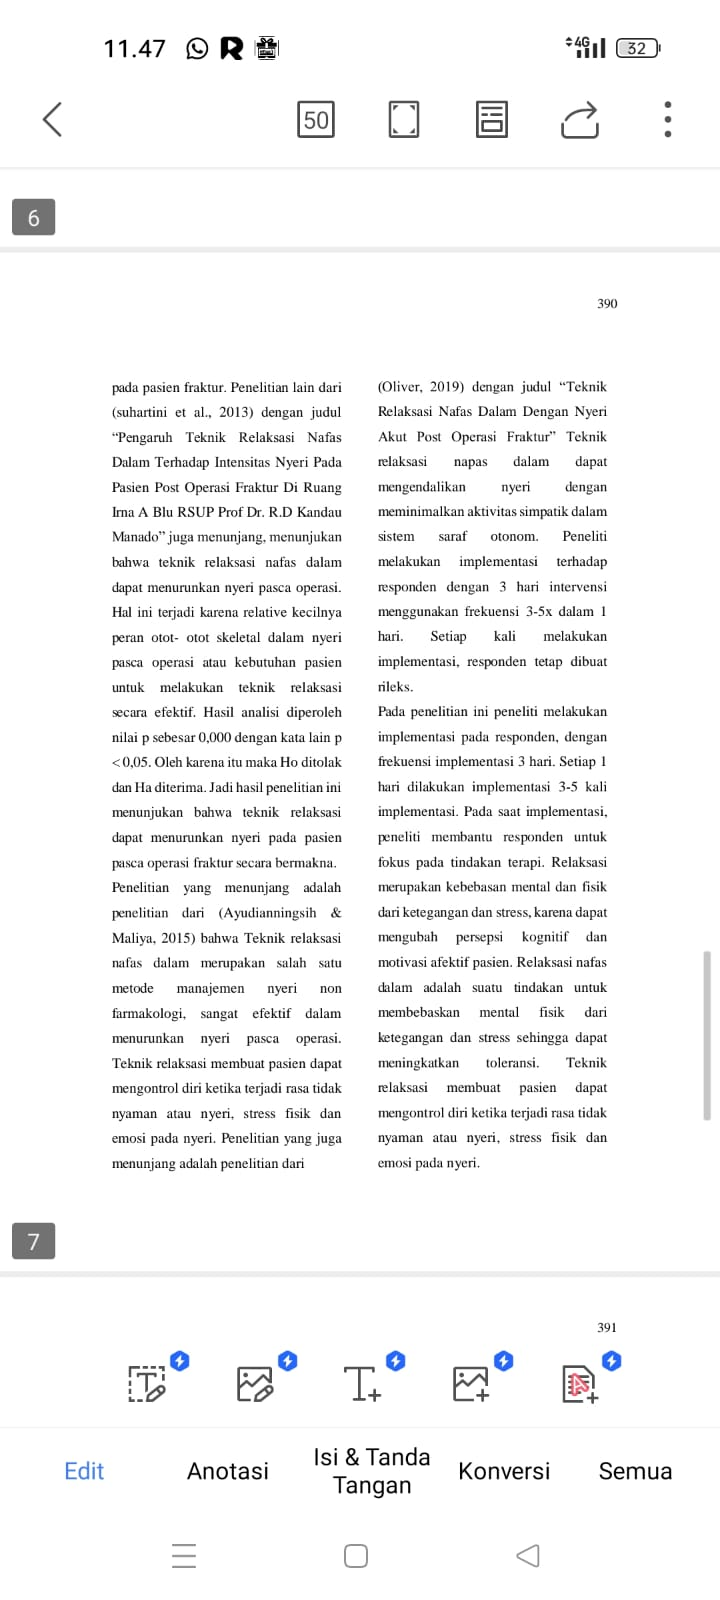 11.47
4G
32
50
6
390
pada pasien fraktur. Penelitian lain dari
(suhartini et al., 2013) dengan judul
“Pengaruh Teknik Relaksasi Nafas
Dalam Terhadap Intensitas Nyeri Pada
Pasien Post Operasi Fraktur Di Ruang
Irna A Blu RSUP Prof Dr. R.D Kandau
Manado” juga menunjang, menunjukan
bahwa teknik relaksasi nafas dalam
dapat menurunkan nyeri pasca operasi.
Hal ini terjadi karena relative kecilnya
peran otot- otot skeletal dalam nyeri
pasca operasi atau kebutuhan pasien
untuk melakukan teknik relaksasi
secara efektif. Hasil analisi diperoleh
nilai p sebesar 0,000 dengan kata lain p
<0,05. Oleh karena itu maka Ho ditolak
dan Ha diterima. Jadi hasil penelitian ini
menunjukan bahwa teknik relaksasi
dapat menurunkan nyeri pada pasien
pasca operasi fraktur secara bermakna.
Penelitian yang menunjang adalah
penelitian dari (Ayudianningsih &
Maliya, 2015) bahwa Teknik relaksasi
nafas dalam merupakan salah satu
metode manajemen nyeri non
farmakologi, sangat efektif dalam
menurunkan nyeri pasca operasi.
Teknik relaksasi membuat pasien dapat
mengontrol diri ketika terjadi rasa tidak
nyaman atau nyeri, stress fisik dan
emosi pada nyeri. Penelitian yang juga
menunjang adalah penelitian dari
(Oliver, 2019) dengan judul “Teknik
Relaksasi Nafas Dalam Dengan Nyeri
Akut Post Operasi Fraktur” Teknik
relaksasi napas dalam dapat
mengendalikan nyeri dengan
meminimalkan aktivitas simpatik dalam
sistem saraf otonom. Peneliti
melakukan implementasi terhadap
responden dengan 3 hari intervensi
menggunakan frekuensi 3-5x dalam 1
hari. Setiap kali melakukan
implementasi, responden tetap dibuat
rileks.
Pada penelitian ini peneliti melakukan
implementasi pada responden, dengan
frekuensi implementasi 3 hari. Setiap 1
hari dilakukan implementasi 3-5 kali
implementasi. Pada saat implementasi,
peneliti membantu responden untuk
fokus pada tindakan terapi. Relaksasi
merupakan kebebasan mental dan fisik
dari ketegangan dan stress, karena dapat
mengubah persepsi kognitif dan
motivasi afektif pasien. Relaksasi nafas
dalam adalah suatu tindakan untuk
membebaskan mental fisik dari
ketegangan dan stress sehingga dapat
meningkatkan toleransi. Teknik
relaksasi membuat pasien dapat
mengontrol diri ketika terjadi rasa tidak
nyaman atau nyeri, stress fisik dan
emosi pada nyeri.
7
391
Edit
Anotasi
Isi & Tanda
Tangan
Konversi
Semua